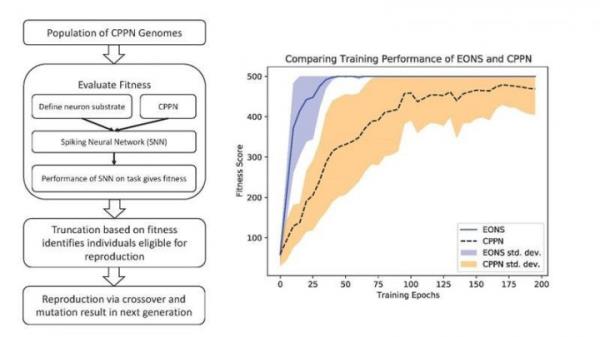 Population of CPPN Genomes
Evaluate Fitness
Define neuron substrate
CPPN
Spiking Neural Network (SNN)
Performance of SNN on task gives fitness
Truncation based on fitness
identifies individuals eligible for
reproduction
Reproduction via crossover and
mutation result in next generation
Comparing Training Performance of EONS and CPPN
Fitness Score
500
400
300
200
100
0
25
50
75
100
125
150
175
200
Training Epochs
EONS
CPPN
EONS std. dev.
CPPN std. dev.